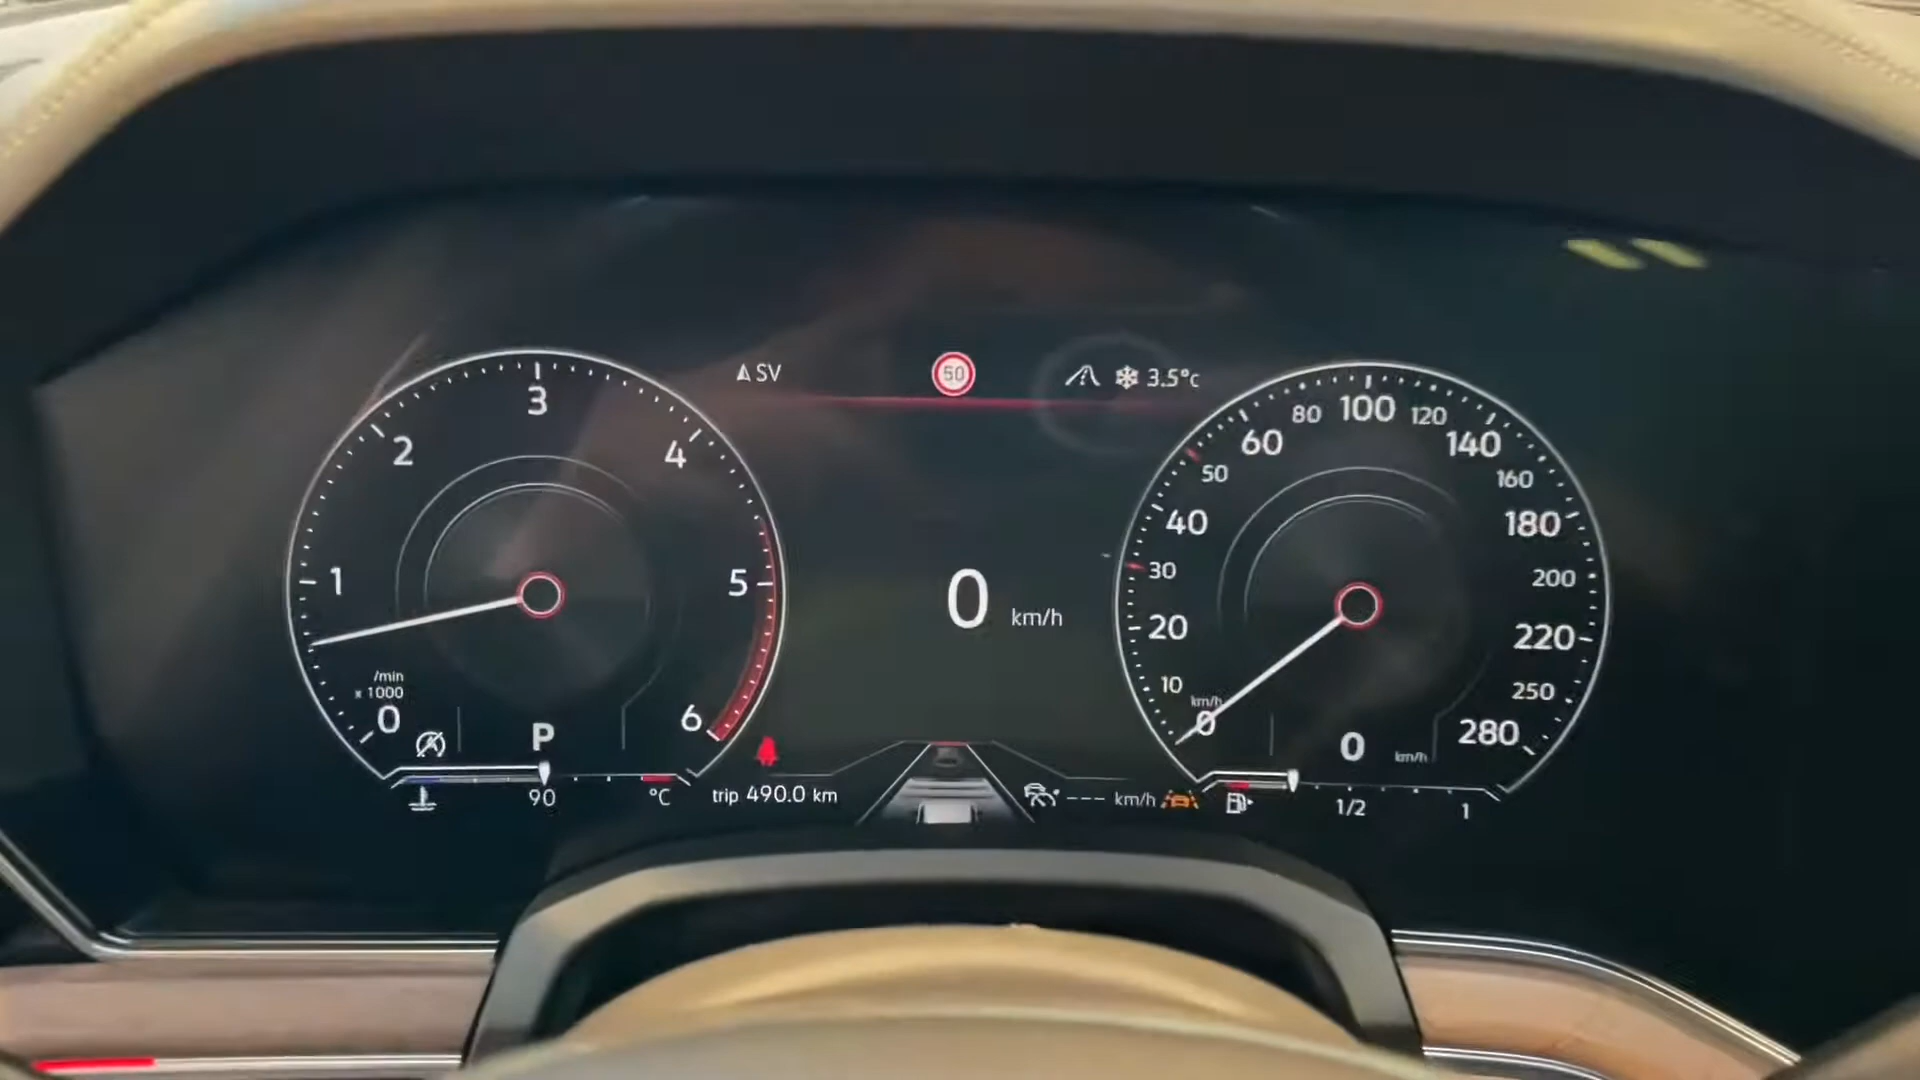 SV
50
3.5°C
0
1
2
3
4
5
6
/min
x 1000
P
90
°C
trip 490.0 km
0 km/h
--- km/h
0
10
20
30
40
50
60
80
100
120
140
160
180
200
220
250
280
km/h
0 km/h
1/2
1